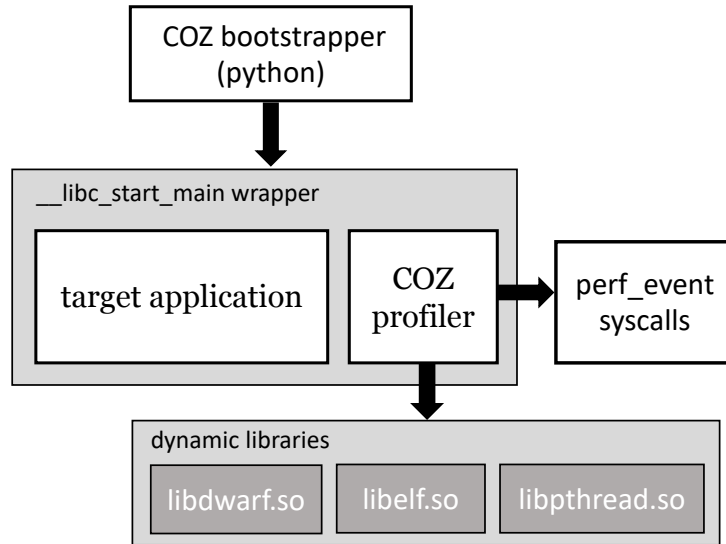 COZ bootstrapper
(python)
__libc_start_main wrapper
target application
COZ
profiler
perf_event
syscalls
dynamic libraries
libdwarf.so
libelf.so
libpthread.so